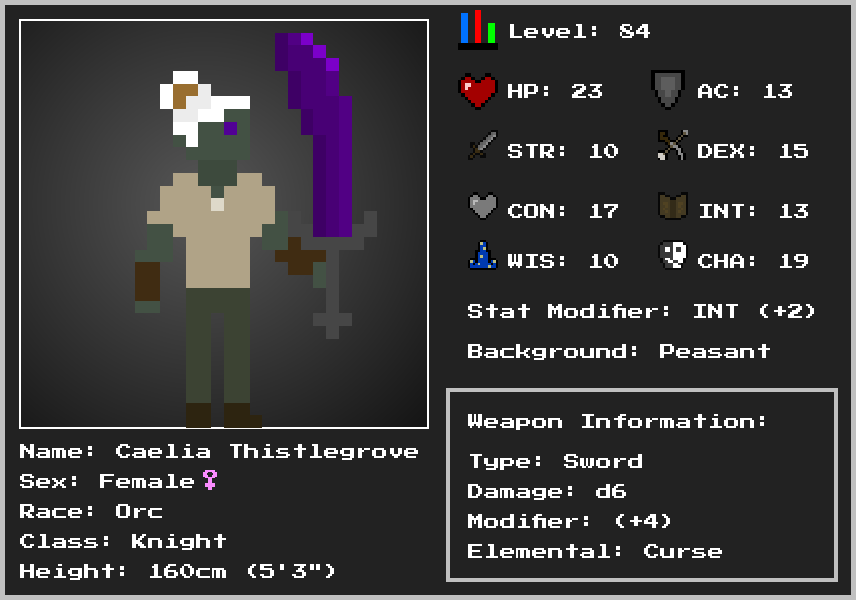 Level: 84
HP: 23
AC: 13
STR: 10
DEX: 15
CON: 17
INT: 13
WIS: 10
CHA: 19
Stat Modifier: INT (+2)
Background: Peasant
Weapon Information:
Type: Sword
Damage: d6
Modifier: (+4)
Elemental: Curse
Name: Caelia Thistlegrove
Sex: Female♀
Race: Orc
Class: Knight
Height: 160cm (5'3")